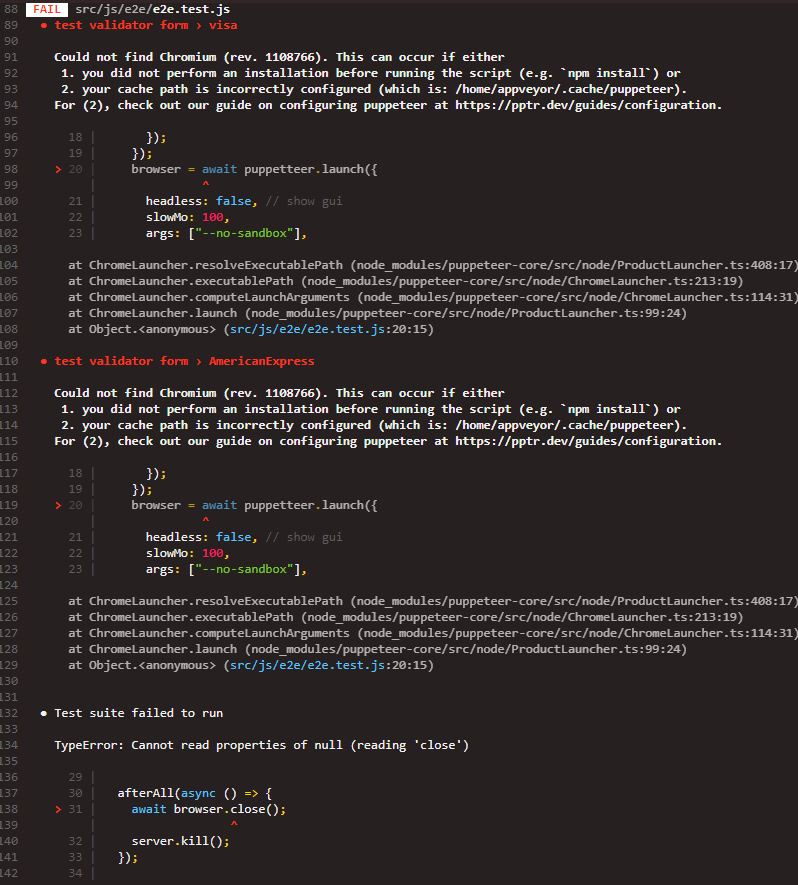 88 FAIL src/js/e2e/e2e.test.js
89 ● test validator form › visa
90
91 Could not find Chromium (rev. 1108766). This can occur if either
92 1. you did not perform an installation before running the script (e.g. `npm install`) or
93 2. your cache path is incorrectly configured (which is: /home/appveyor/.cache/puppeteer).
94 For (2), check out our guide on configuring puppeteer at https://pptr.dev/guides/configuration.
95
96 18 | });
97 19 | });
98 > 20 | browser = await puppetteer.launch({
99 | ^
100 21 | headless: false, // show gui
101 22 | slowMo: 100,
102 23 | args: ["--no-sandbox"],
103
104 at ChromeLauncher.resolveExecutablePath (node_modules/puppeteer-core/src/node/ProductLauncher.ts:408:17)
105 at ChromeLauncher.executablePath (node_modules/puppeteer-core/src/node/ChromeLauncher.ts:213:19)
106 at ChromeLauncher.computeLaunchArguments (node_modules/puppeteer-core/src/node/ChromeLauncher.ts:114:31)
107 at ChromeLauncher.launch (node_modules/puppeteer-core/src/node/ProductLauncher.ts:99:24)
108 at Object.<anonymous> (src/js/e2e/e2e.test.js:20:15)
109
110 ● test validator form › AmericanExpress
111
112 Could not find Chromium (rev. 1108766). This can occur if either
113 1. you did not perform an installation before running the script (e.g. `npm install`) or
114 2. your cache path is incorrectly configured (which is: /home/appveyor/.cache/puppeteer).
115 For (2), check out our guide on configuring puppeteer at https://pptr.dev/guides/configuration.
116
117 18 | });
118 19 | });
119 > 20 | browser = await puppetteer.launch({
120 | ^
121 21 | headless: false, // show gui
122 22 | slowMo: 100,
123 23 | args: ["--no-sandbox"],
124
125 at ChromeLauncher.resolveExecutablePath (node_modules/puppeteer-core/src/node/ProductLauncher.ts:408:17)
126 at ChromeLauncher.executablePath (node_modules/puppeteer-core/src/node/ChromeLauncher.ts:213:19)
127 at ChromeLauncher.computeLaunchArguments (node_modules/puppeteer-core/src/node/ChromeLauncher.ts:114:31)
128 at ChromeLauncher.launch (node_modules/puppeteer-core/src/node/ProductLauncher.ts:99:24)
129 at Object.<anonymous> (src/js/e2e/e2e.test.js:20:15)
130
131
132 ● Test suite failed to run
133
134 TypeError: Cannot read properties of null (reading 'close')
135
136 29 |
137 30 | afterAll(async () => {
138 > 31 | await browser.close();
139 | ^
140 32 | server.kill();
141 33 | });
142 34 |